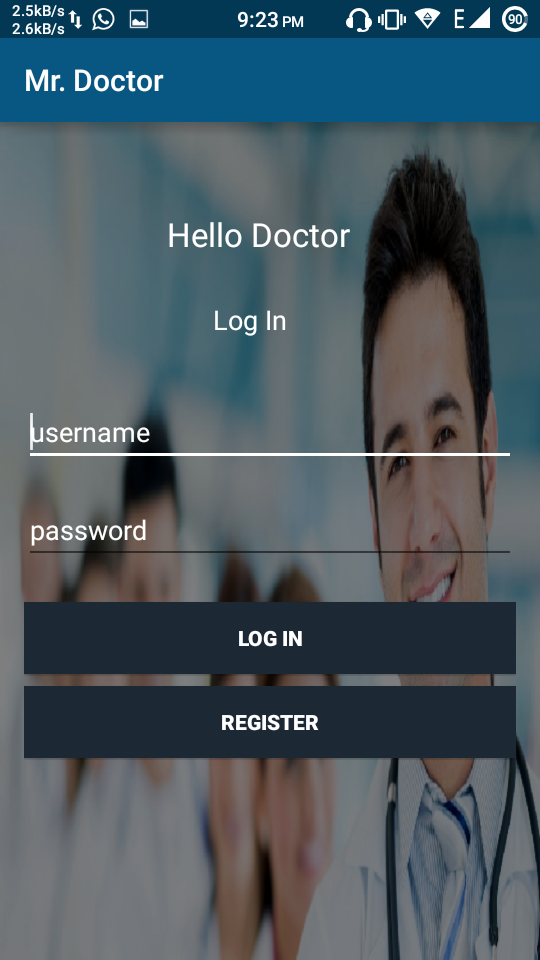 2.5kB/s
2.6kB/s
9:23 PM
E
90
Mr. Doctor
Hello Doctor
Log In
username
password
LOG IN
REGISTER